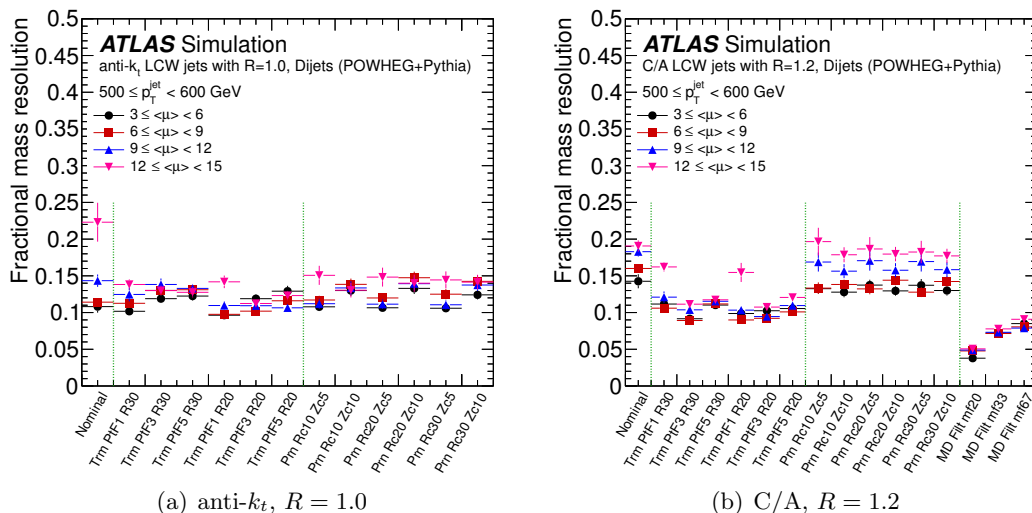 0.5
0.45
0.4
0.35
0.3
0.25
0.2
0.15
0.1
0.05
0
Fractional mass resolution
ATLAS Simulation
anti-kt LCW jets with R=1.0, Dijets (POWHEG+Pythia)
500 ≤ pTjet < 600 GeV
3 ≤ <μ> < 6
6 ≤ <μ> < 9
9 ≤ <μ> < 12
12 ≤ <μ> < 15
Nominal
Trm PtF1 R30
Trm PtF3 R30
Trm PtF5 R30
Trm PtF1 R20
Trm PtF3 R20
Trm PtF5 R20
Prn Rc10 Zc5
Prn Rc10 Zc10
Prn Rc20 Zc5
Prn Rc20 Zc10
Prn Rc30 Zc5
Prn Rc30 Zc10
(a) anti-kt, R = 1.0
0.5
0.45
0.4
0.35
0.3
0.25
0.2
0.15
0.1
0.05
0
Fractional mass resolution
ATLAS Simulation
C/A LCW jets with R=1.2, Dijets (POWHEG+Pythia)
500 ≤ pTjet < 600 GeV
3 ≤ <μ> < 6
6 ≤ <μ> < 9
9 ≤ <μ> < 12
12 ≤ <μ> < 15
Nominal
Trm PtF1 R30
Trm PtF3 R30
Trm PtF5 R30
Trm PtF1 R20
Trm PtF3 R20
Trm PtF5 R20
Prn Rc10 Zc5
Prn Rc10 Zc10
Prn Rc20 Zc5
Prn Rc20 Zc10
Prn Rc30 Zc5
Prn Rc30 Zc10
MD Filt mf20
MD Filt mf33
MD Filt mf67
(b) C/A, R = 1.2